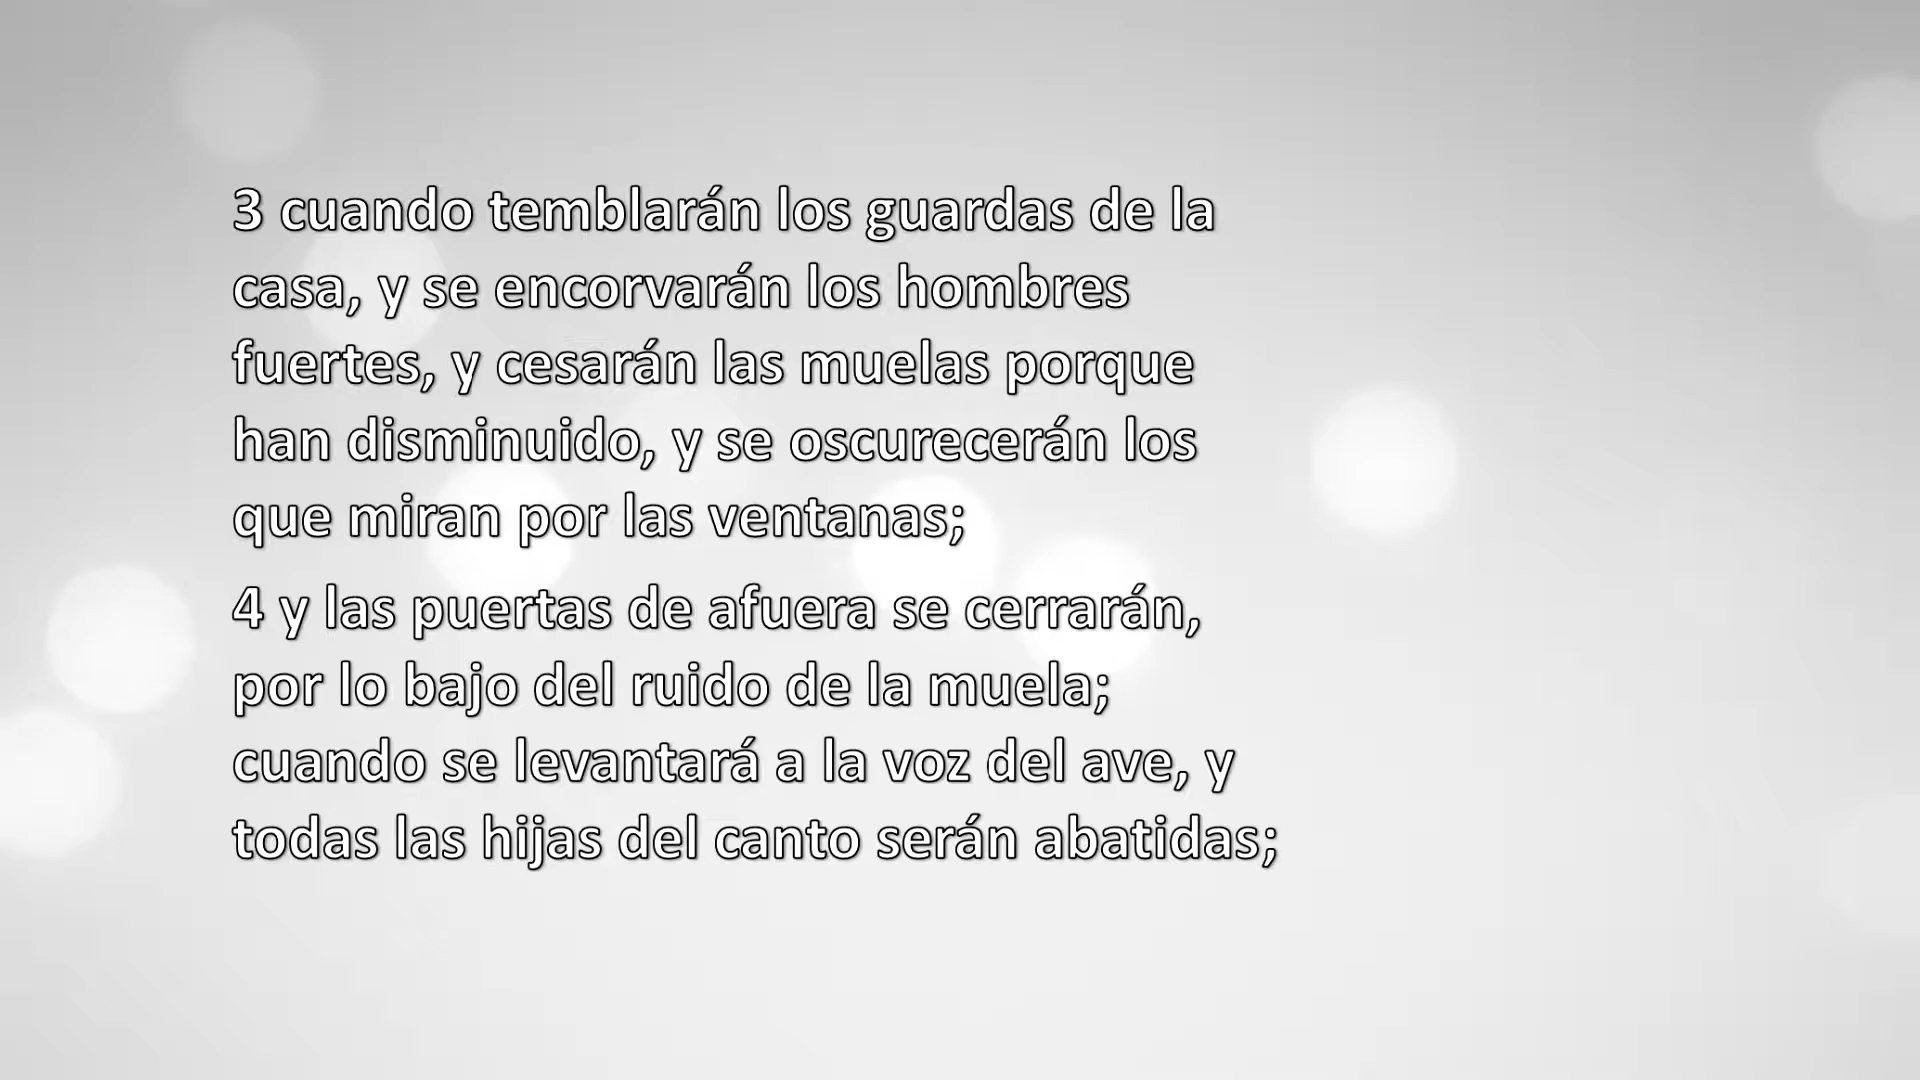 3 cuando temblarán los guardas de la
casa, y se encorvarán los hombres
fuertes, y cesarán las muelas porque
han disminuido, y se oscurecerán los
que miran por las ventanas;
4 y las puertas de afuera se cerrarán,
por lo bajo del ruido de la muela;
cuando se levantará a la voz del ave, y
todas las hijas del canto serán abatidas;